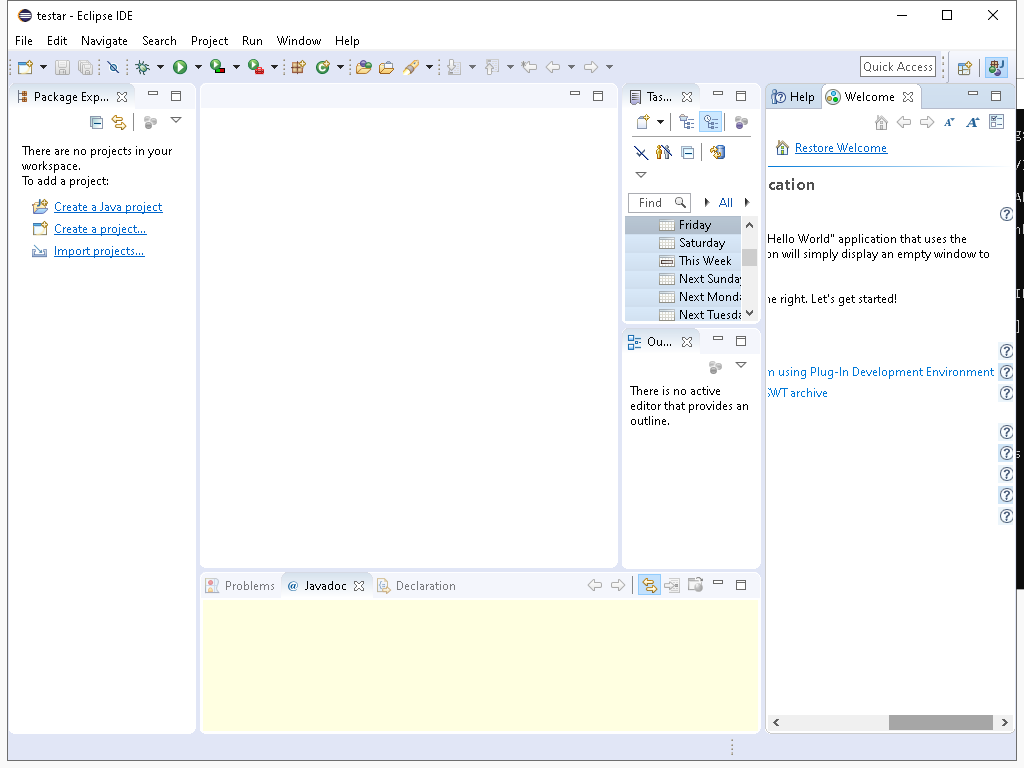 testar - Eclipse IDE
File Edit Navigate Search Project Run Window Help
Quick Access
Package Exp...
There are no projects in your
workspace.
To add a project:
Create a Java project
Create a project...
Import projects...
Tas...
Find
All
Friday
Saturday
This Week
Next Sunda
Next Monda
Next Tuesda
Ou...
There is no active
editor that provides an
outline.
Help
Welcome
Restore Welcome
cation
"Hello World" application that uses the
on will simply display an empty window to
he right. Let's get started!
n using Plug-In Development Environment
SWT archive
Problems
@ Javadoc
Declaration